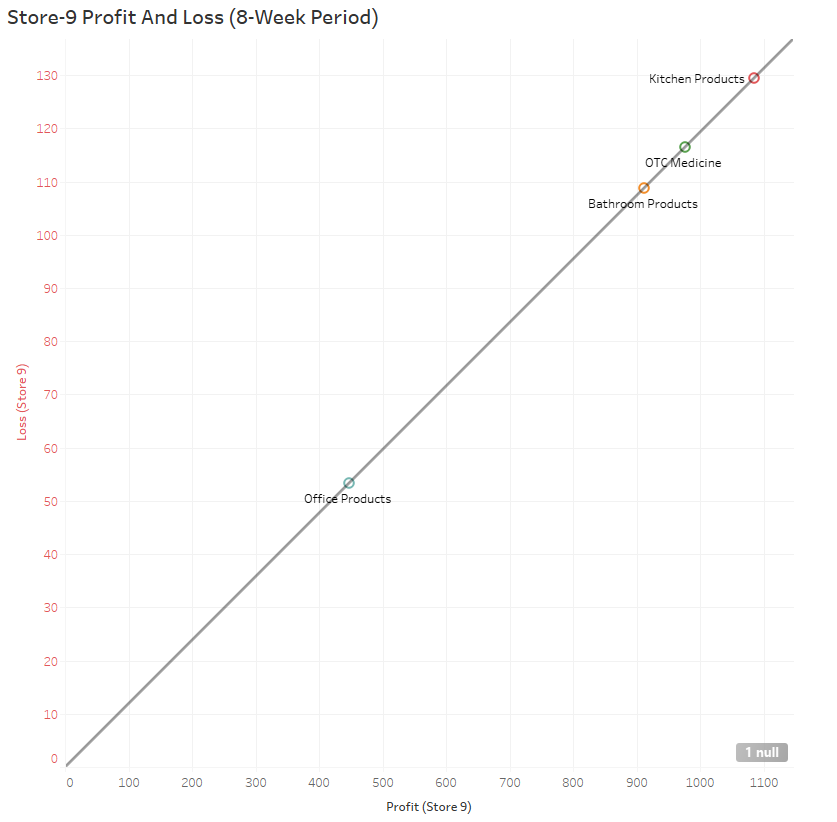 Store-9 Profit And Loss (8-Week Period)
130
Kitchen Products
120
OTC Medicine
110
Bathroom Products
100
90
80
70
Loss (Store 9)
60
50
Office Products
40
30
20
10
1 null
0
0 100 200 300 400 500 600 700 800 900 1000 1100
Profit (Store 9)